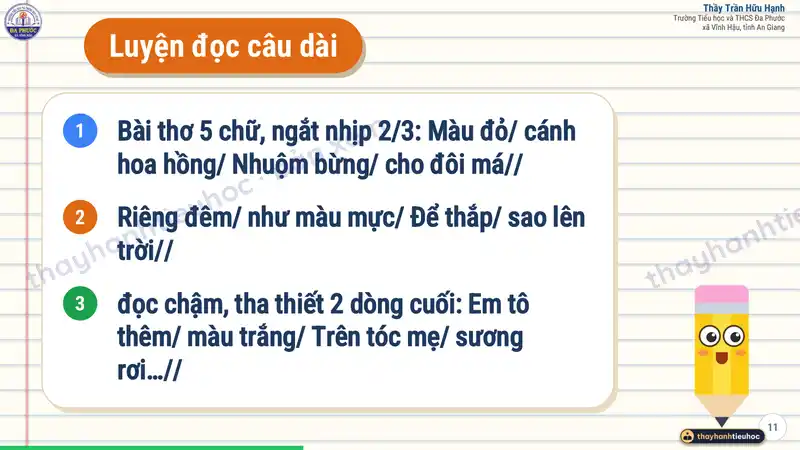 Thầy Trần Hữu Hạnh
Trường Tiểu học và THCS Đa Phước
xã Vĩnh Hậu, tỉnh An Giang
ĐA PHƯỚC
Luyện đọc câu dài
1
Bài thơ 5 chữ, ngắt nhịp 2/3: Màu đỏ/ cánh
hoa hồng/ Nhuộm bừng/ cho đôi má//
2
Riêng đêm/ như màu mực/ Để thắp/ sao lên
trời//
3
đọc chậm, tha thiết 2 dòng cuối: Em tô
thêm/ màu trắng/ Trên tóc mẹ/ sương
rơi...//
11
thayhanhtieuhoc